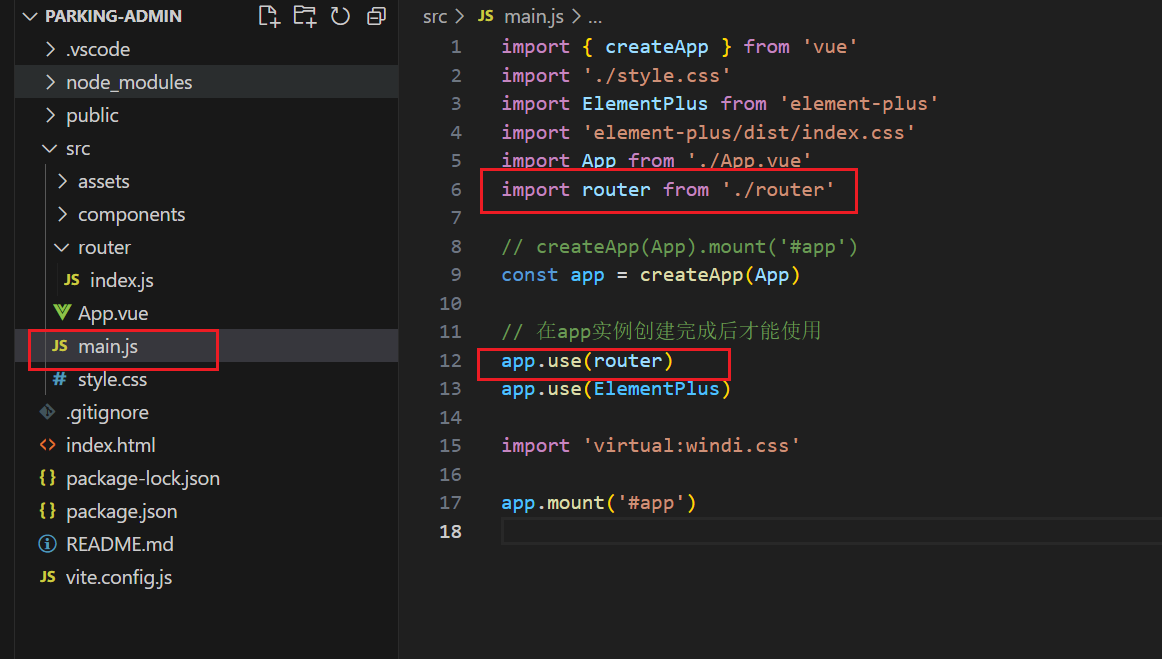 PARKING-ADMIN
.vscode
node_modules
public
src
assets
components
router
JS index.js
App.vue
JS main.js
# style.css
.gitignore
<> index.html
{} package-lock.json
{} package.json
README.md
JS vite.config.js
src > JS main.js > ...
1 import { createApp } from 'vue'
2 import './style.css'
3 import ElementPlus from 'element-plus'
4 import 'element-plus/dist/index.css'
5 import App from './App.vue'
6 import router from './router'
7
8 // createApp(App).mount('#app')
9 const app = createApp(App)
10
11 // 在app实例创建完成后才能使用
12 app.use(router)
13 app.use(ElementPlus)
14
15 import 'virtual:windi.css'
16
17 app.mount('#app')
18